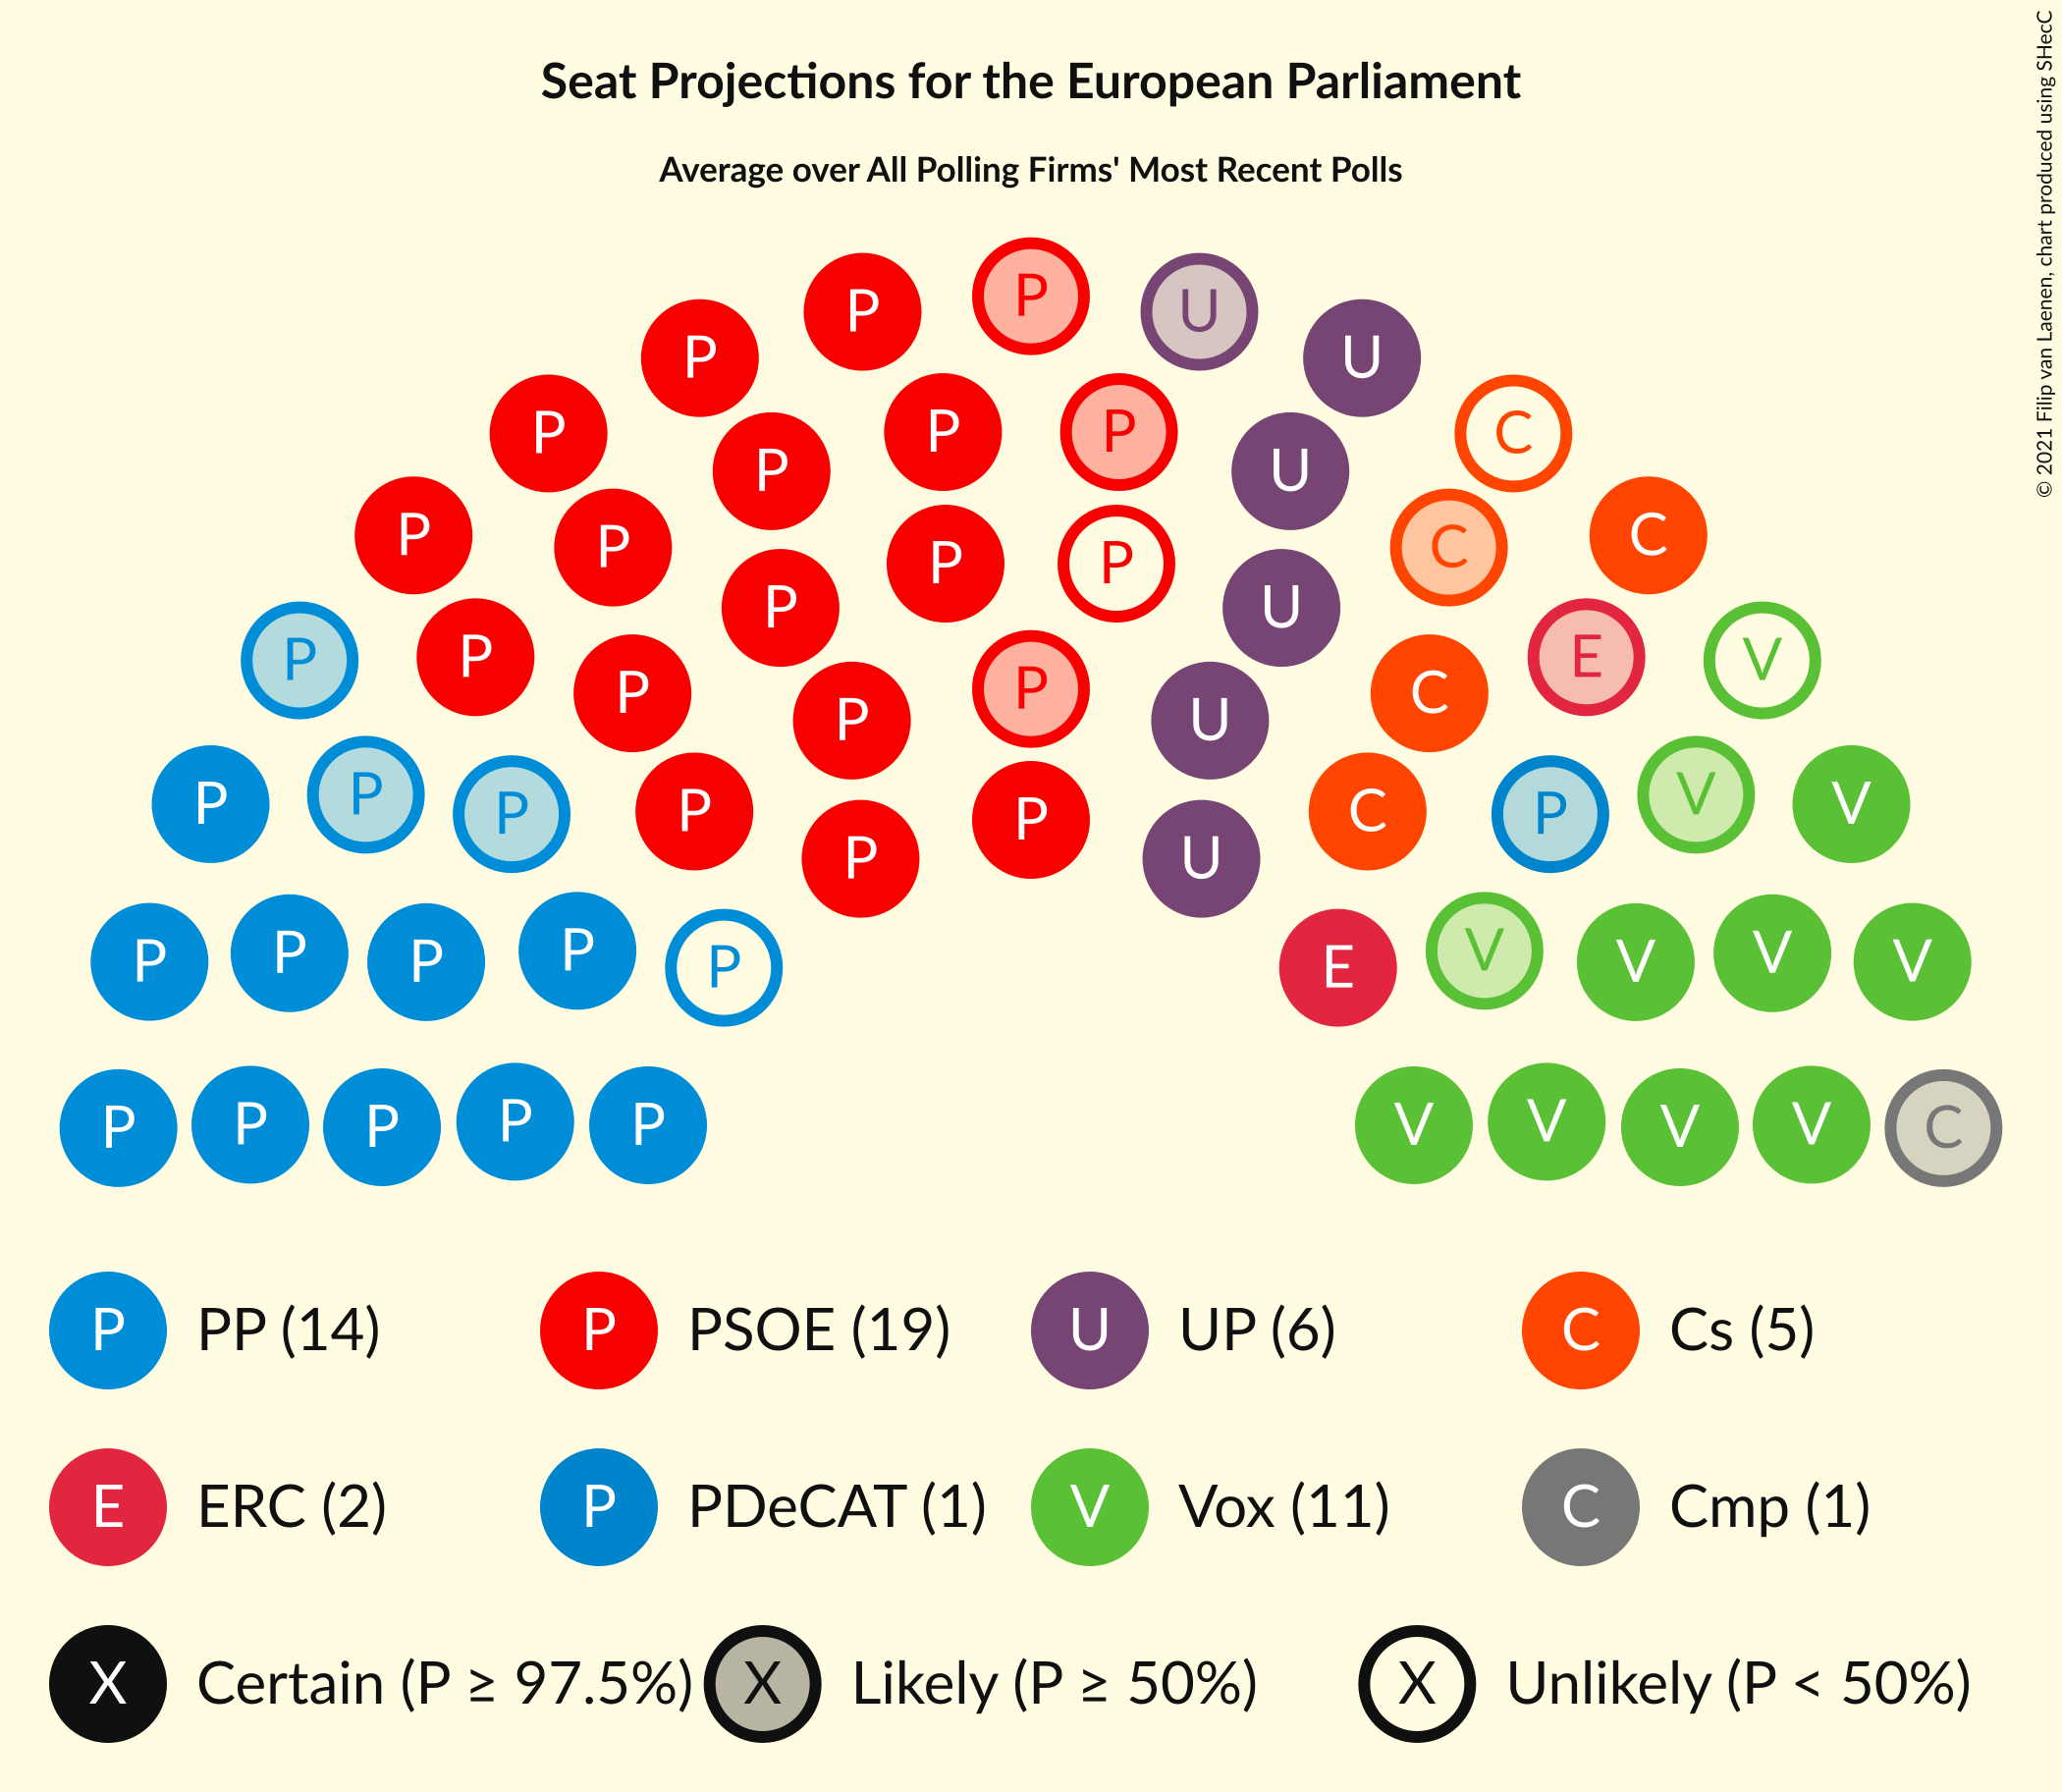 Seat Projections for the European Parliament
Average over All Polling Firms' Most Recent Polls
© 2021 Filip van Laenen, chart produced using SHecC
P
P U
P U
P C
P P
P U
P C
P C
P P
P U
P E
P V
P U
P C
P P
P V
P V
P C
P P
P U
P E
P V
P V
P V
P V
P P P P P V V V V C
P PP (14) P PSOE (19) U UP (6) C Cs (5)
E ERC (2) P PDeCAT (1) V Vox (11) C Cmp (1)
X Certain (P ≥ 97.5%) X Likely (P ≥ 50%) X Unlikely (P < 50%)